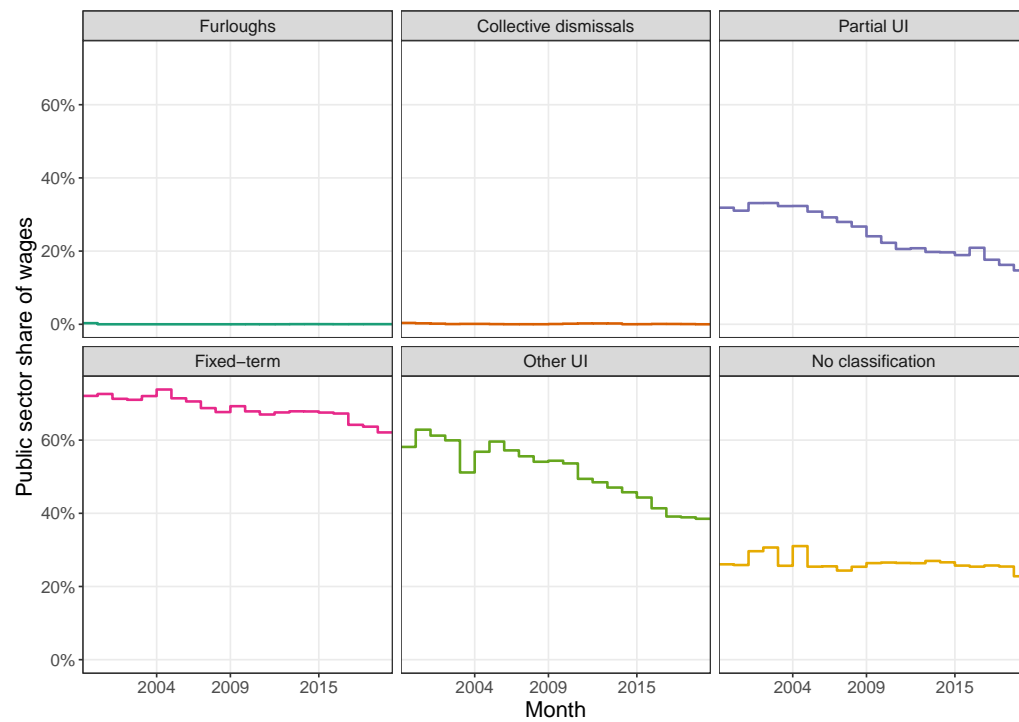 Furloughs Collective dismissals Partial UI
60%
40%
20%
0%
Fixed−term Other UI No classification
60%
40%
20%
0%
2004 2009 2015 2004 2009 2015 2004 2009 2015
Month
Public sector share of wages